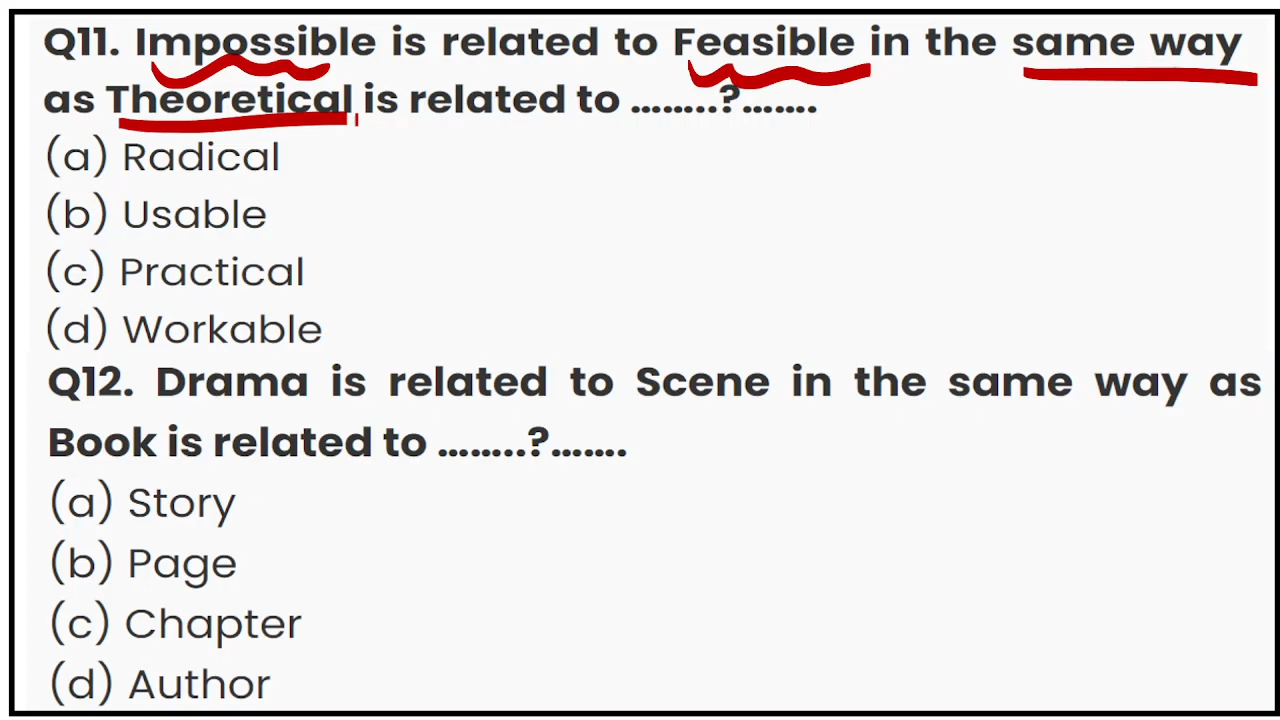 Q11. Impossible is related to Feasible in the same way
as Theoretical is related to ........?.......
(a) Radical
(b) Usable
(c) Practical
(d) Workable
Q12. Drama is related to Scene in the same way as
Book is related to ........?.......
(a) Story
(b) Page
(c) Chapter
(d) Author